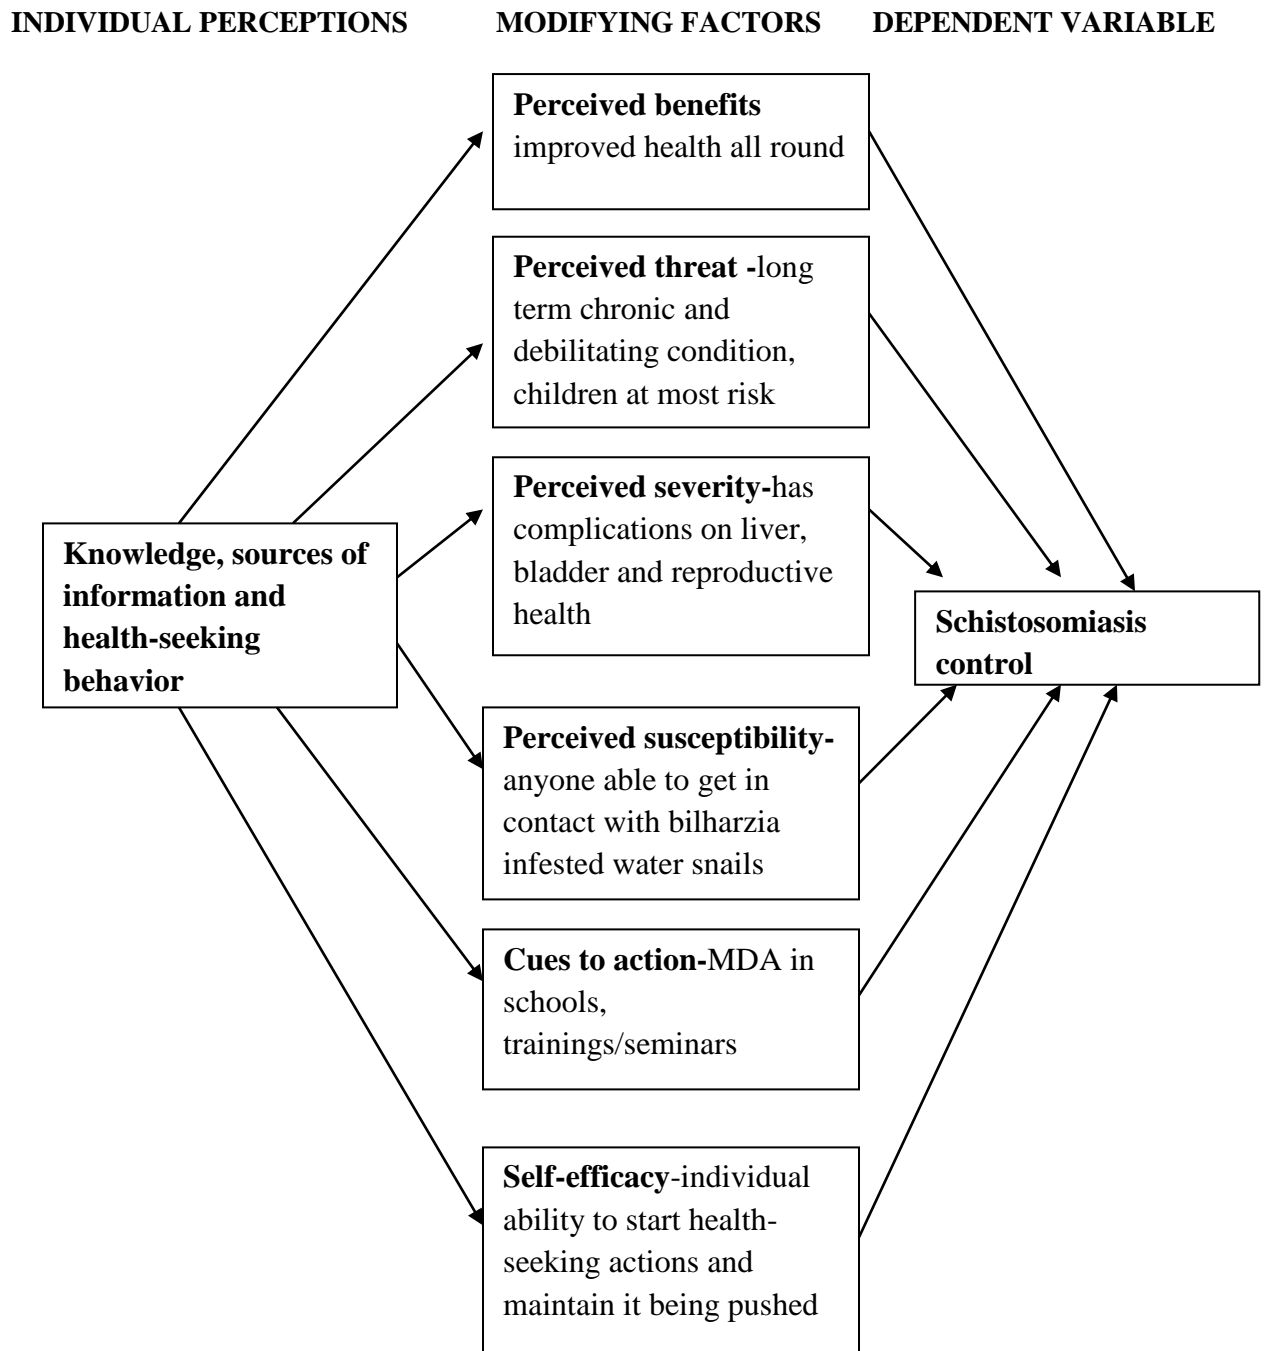 INDIVIDUAL PERCEPTIONS MODIFYING FACTORS DEPENDENT VARIABLE
Perceived benefits
improved health all round
Perceived threat -long
term chronic and
debilitating condition,
children at most risk
Perceived severity-has
complications on liver,
bladder and reproductive
health
Knowledge, sources of
information and
health-seeking
behavior
Schistosomiasis
control
Perceived susceptibility-
anyone able to get in
contact with bilharzia
infested water snails
Cues to action-MDA in
schools,
trainings/seminars
Self-efficacy-individual
ability to start health-
seeking actions and
maintain it being pushed